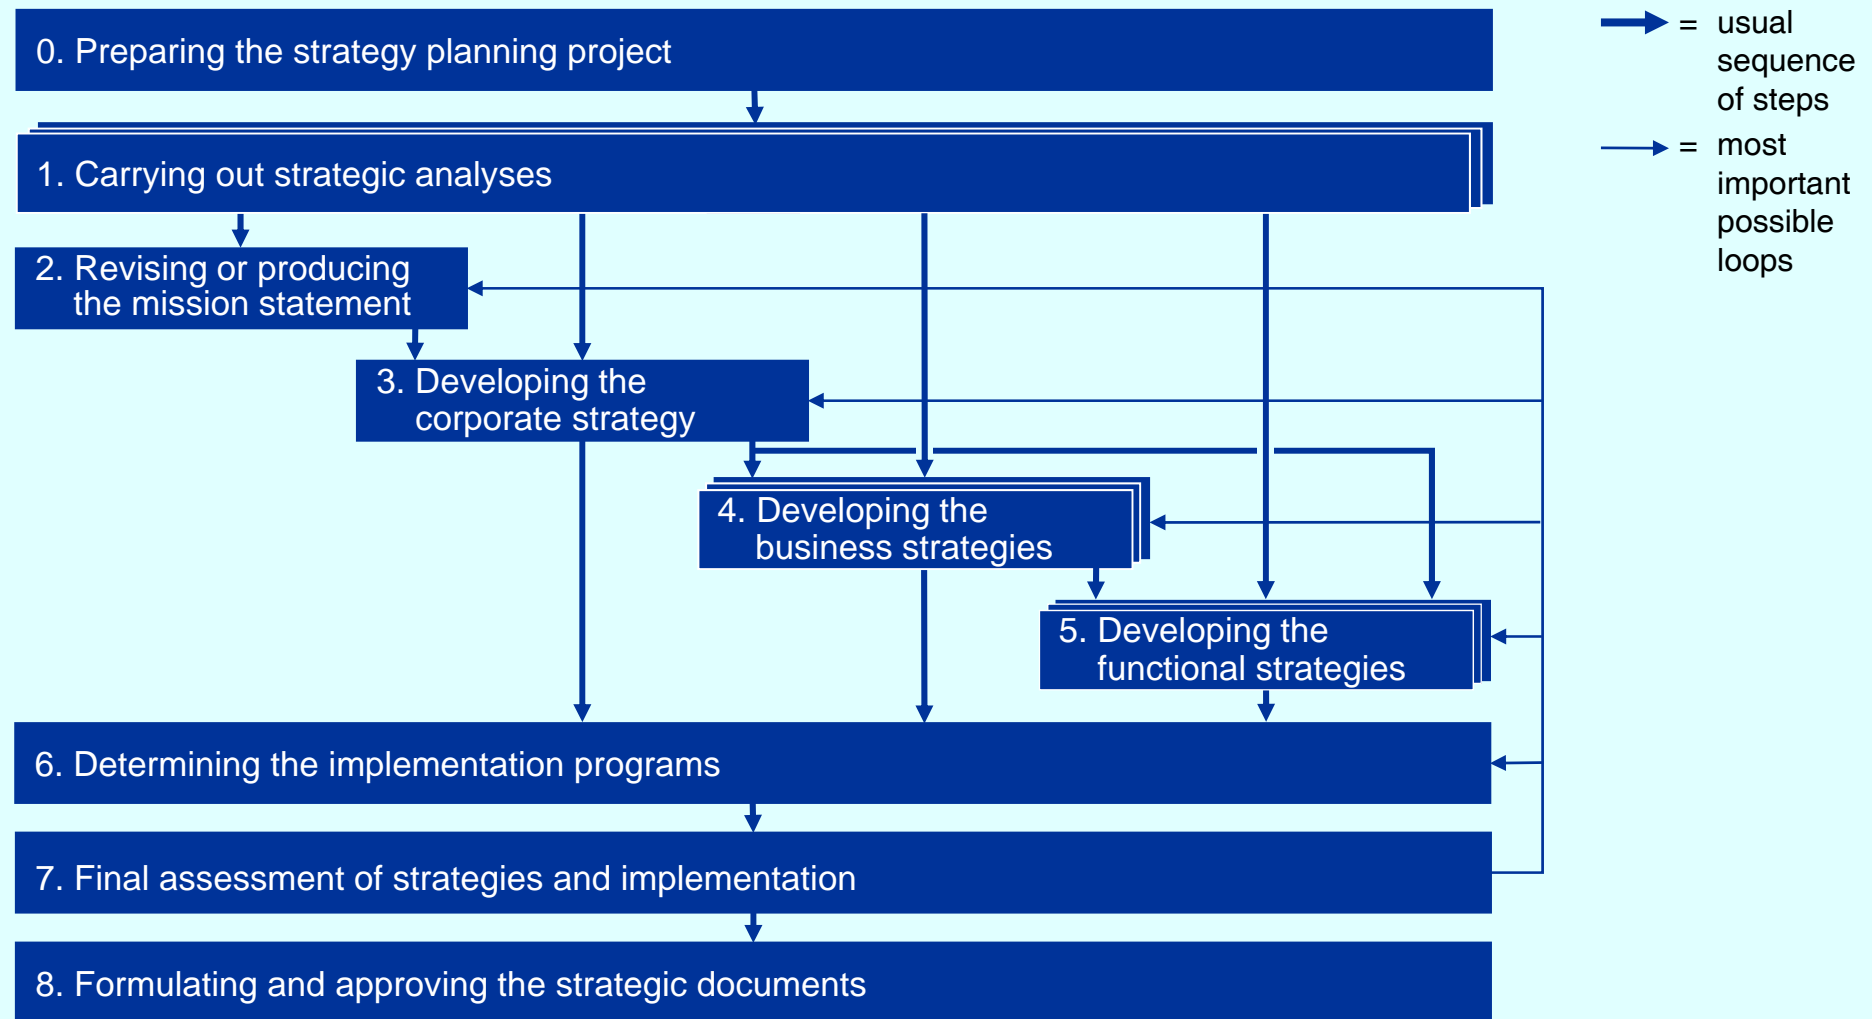 0. Preparing the strategy planning project
1. Carrying out strategic analyses
2. Revising or producing
the mission statement
3. Developing the
corporate strategy
4. Developing the
business strategies
5. Developing the
functional strategies
6. Determining the implementation programs
7. Final assessment of strategies and implementation
8. Formulating and approving the strategic documents
= usual
sequence
of steps
= most
important
possible
loops